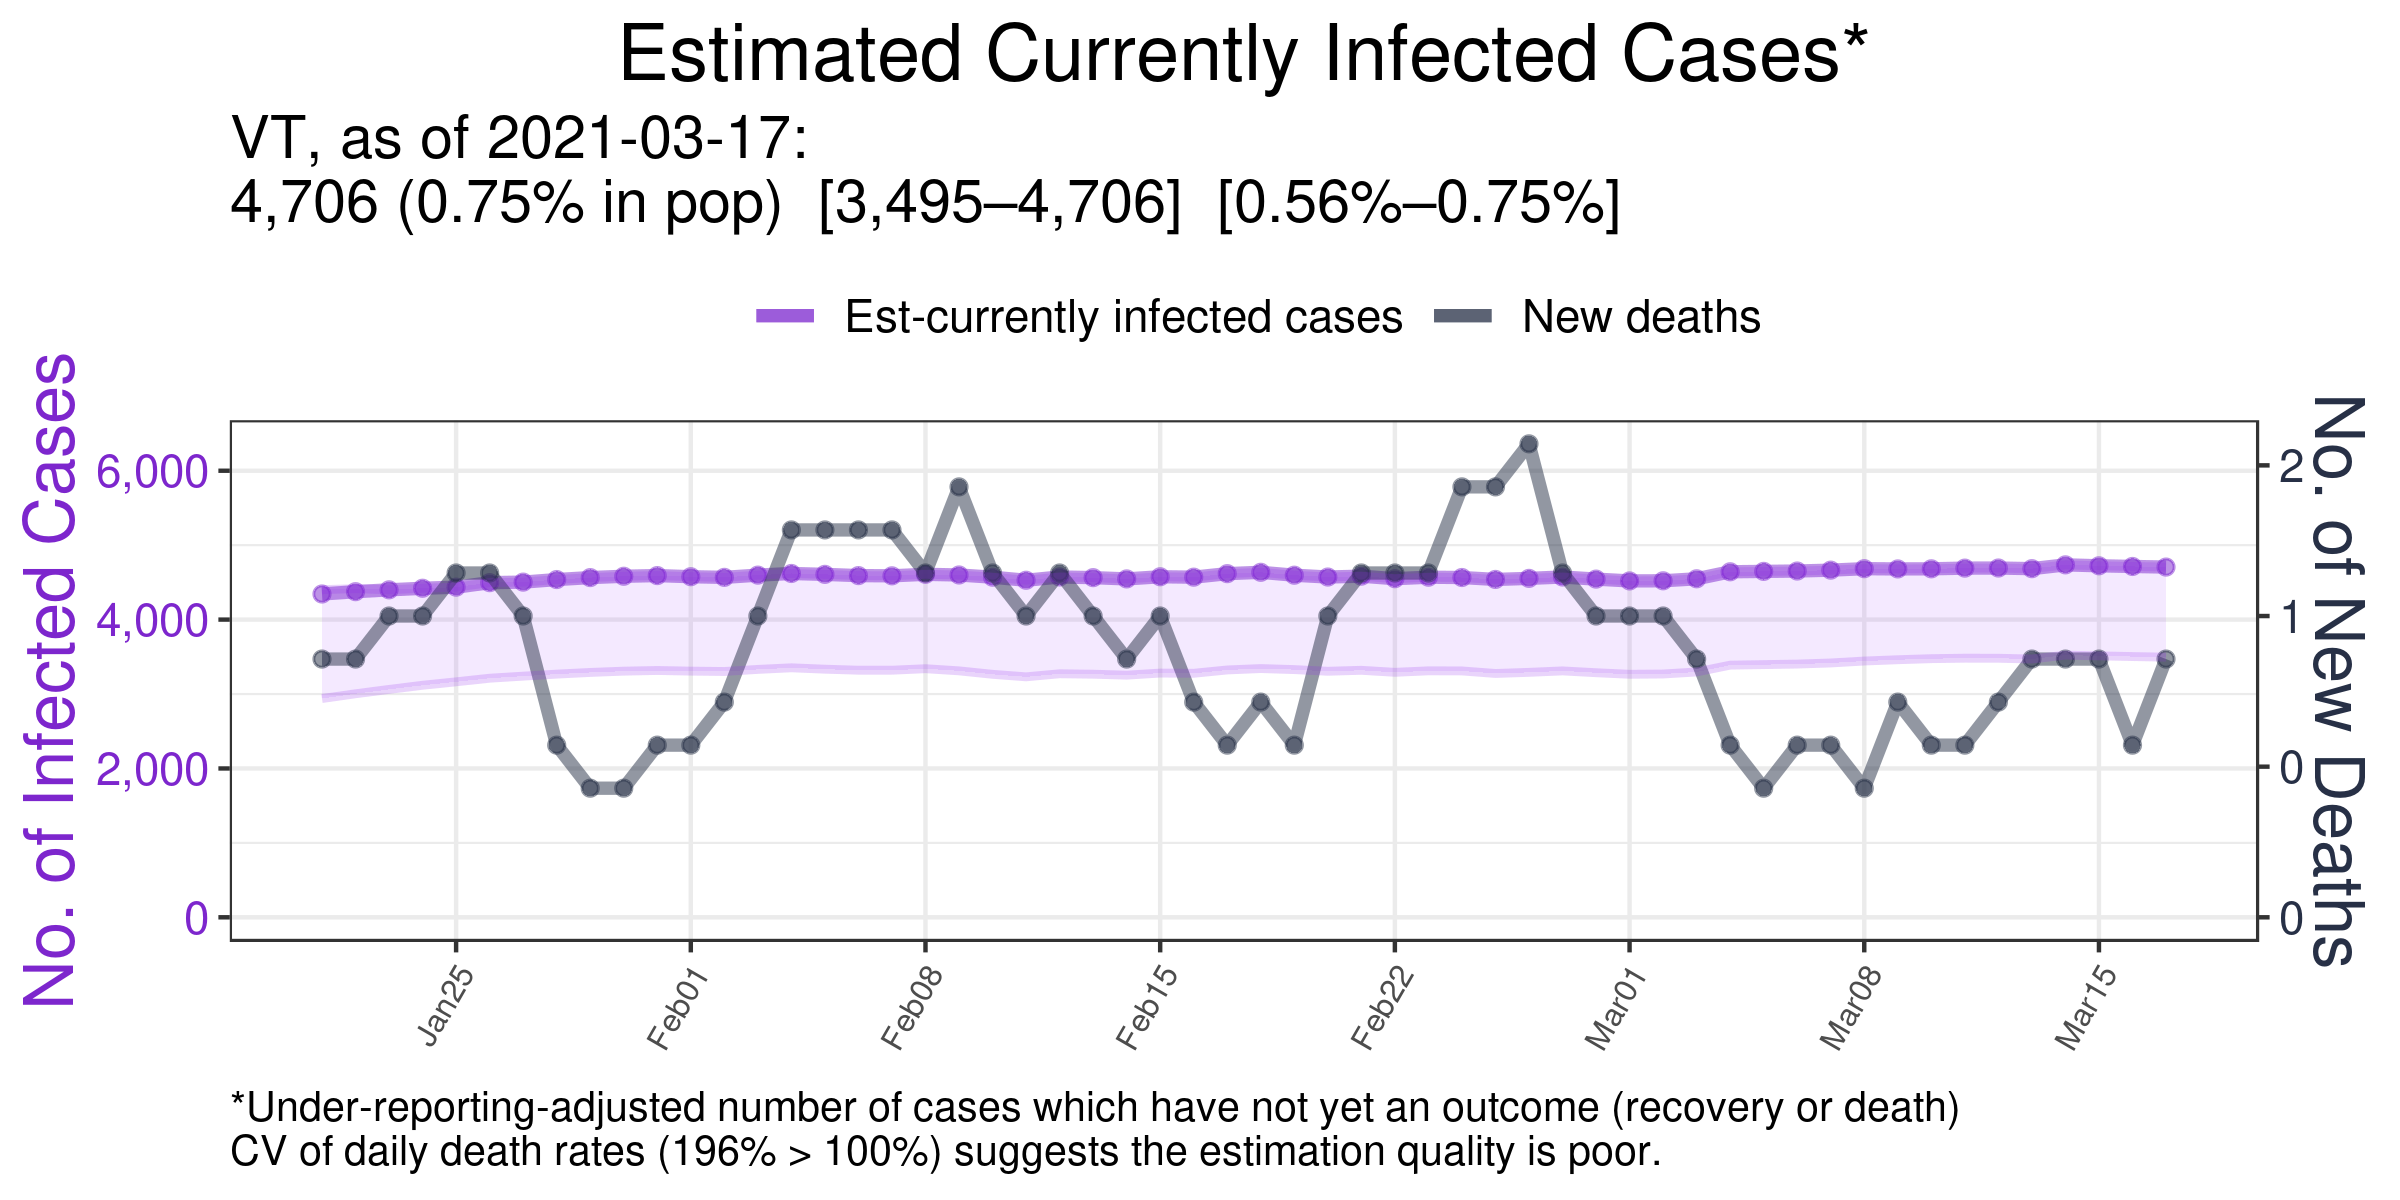 Estimated Currently Infected Cases*
VT, as of 2021-03-17:
4,706 (0.75% in pop)  [3,495–4,706]  [0.56%–0.75%]
Est-currently infected cases
New deaths
No. of Infected Cases
6,000
4,000
2,000
0
2
1
0
0
No. of New Deaths
Jan25
Feb01
Feb08
Feb15
Feb22
Mar01
Mar08
Mar15
*Under-reporting-adjusted number of cases which have not yet an outcome (recovery or death)
CV of daily death rates (196% > 100%) suggests the estimation quality is poor.